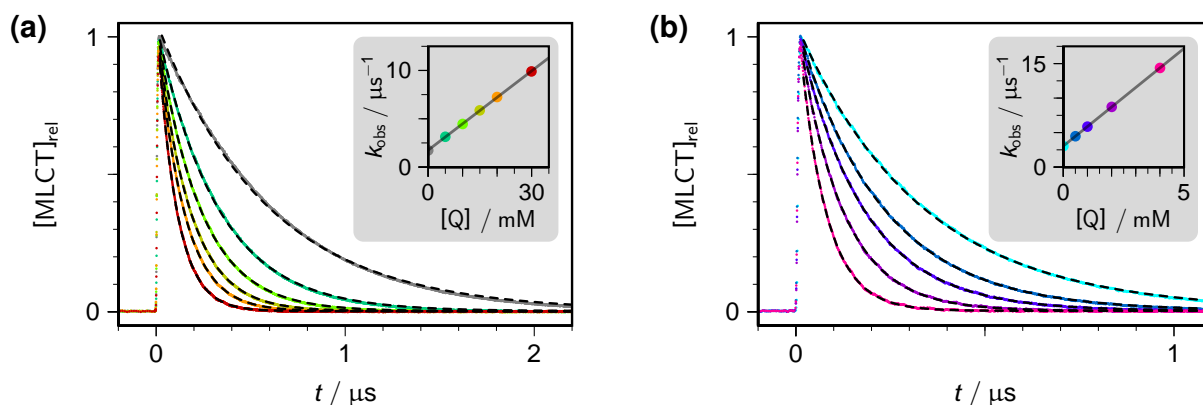 (a)
1
0
[MLCT]rel
0
1
2
t / μs
10
0
kobs / μs⁻¹
0
30
[Q] / mM
(b)
1
0
[MLCT]rel
0
1
t / μs
15
0
kobs / μs⁻¹
0
5
[Q] / mM